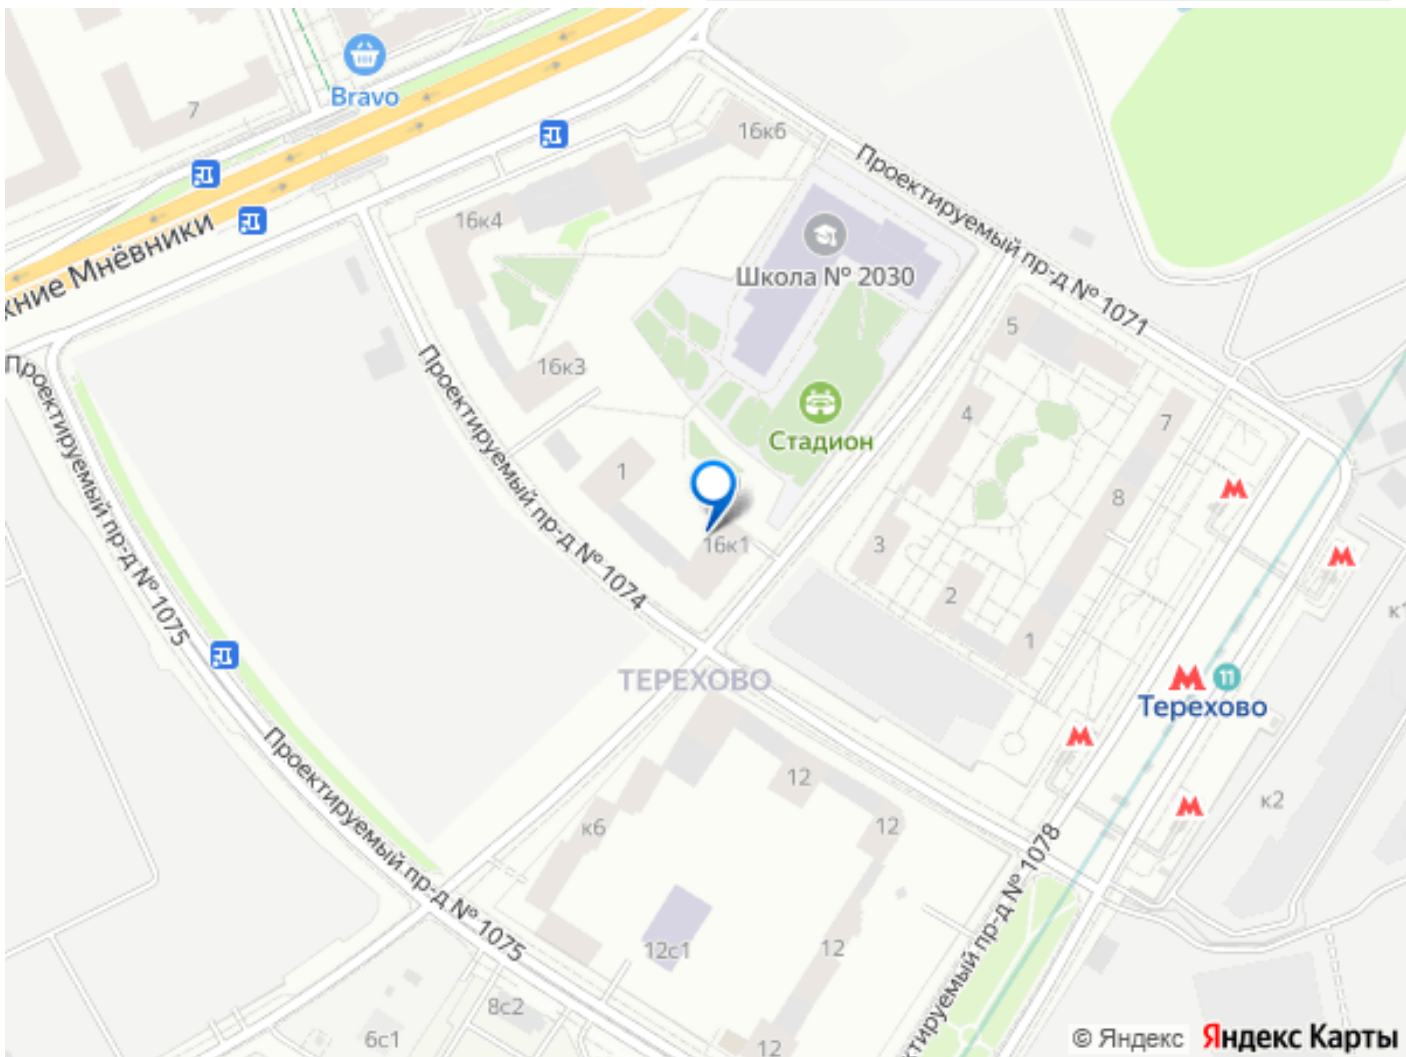 Bravo
7
16к6
Проектируемый пр-д № 1071
16к4
Школа № 2030
хние Мнёвники
5
16к3
Проектируемый пр-д № 1074
Проектируемый пр-д № 1075
Стадион
4
7
1
8
16к1
3
2
1
ТЕРЕХОВО
11
Терехово
12
к6
12
к2
Проектируемый пр-д № 1075
12с1
12
ктируемый пр-д № 1078
8с2
6с1
12
© Яндекс
Яндекс Карты